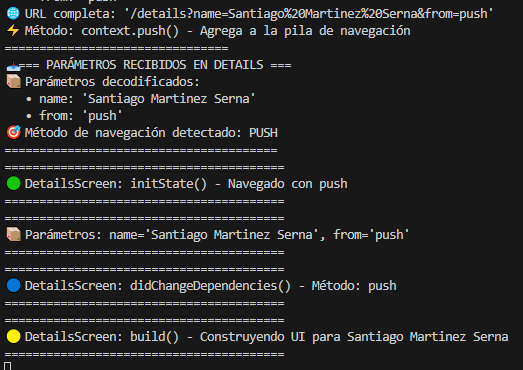 🌐 URL completa: '/details?name=Santiago%20Martinez%20Serna&from=push'
⚡ Método: context.push() - Agrega a la pila de navegación
================================
📥=== PARÁMETROS RECIBIDOS EN DETAILS ===
📦 Parámetros decodificados:
• name: 'Santiago Martinez Serna'
• from: 'push'
🎯 Método de navegación detectado: PUSH
=======================================
========================================
🟢 DetailsScreen: initState() - Navegado con push
========================================
========================================
📦 Parámetros: name='Santiago Martinez Serna', from='push'
========================================
========================================
🔵 DetailsScreen: didChangeDependencies() - Método: push
========================================
========================================
🟡 DetailsScreen: build() - Construyendo UI para Santiago Martinez Serna
========================================